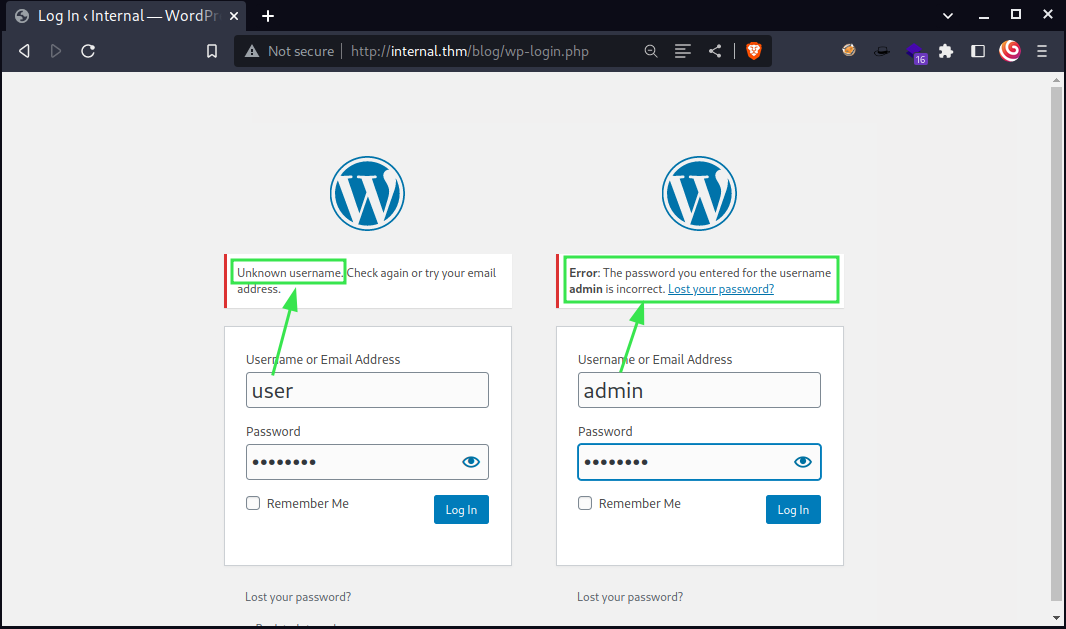 Log In ‹ Internal — WordPr
Not secure
http://internal.thm/blog/wp-login.php
16
Unknown username. Check again or try your email
address.
Username or Email Address
user
Password
••••••••
Remember Me
Log In
Lost your password?
Error: The password you entered for the username
admin is incorrect. Lost your password?
Username or Email Address
admin
Password
••••••••
Remember Me
Log In
Lost your password?